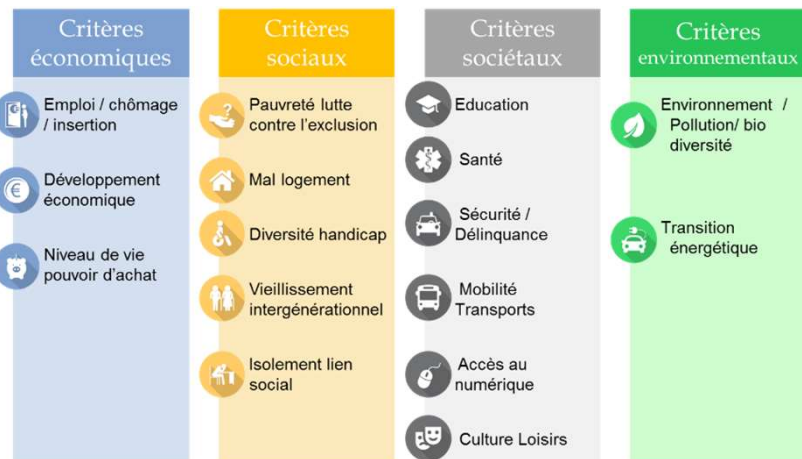 Critères
économiques
Emploi / chômage
/ insertion
Développement
économique
Niveau de vie
pouvoir d'achat
Critères
sociaux
Pauvreté lutte
contre l'exclusion
Mal logement
Diversité handicap
Vieillissement
intergénérationnel
Isolement lien
social
Critères
sociétaux
Education
Santé
Sécurité /
Délinquance
Mobilité
Transports
Accès au
numérique
Culture Loisirs
Critères
environnementaux
Environnement /
Pollution/ bio
diversité
Transition
énergétique